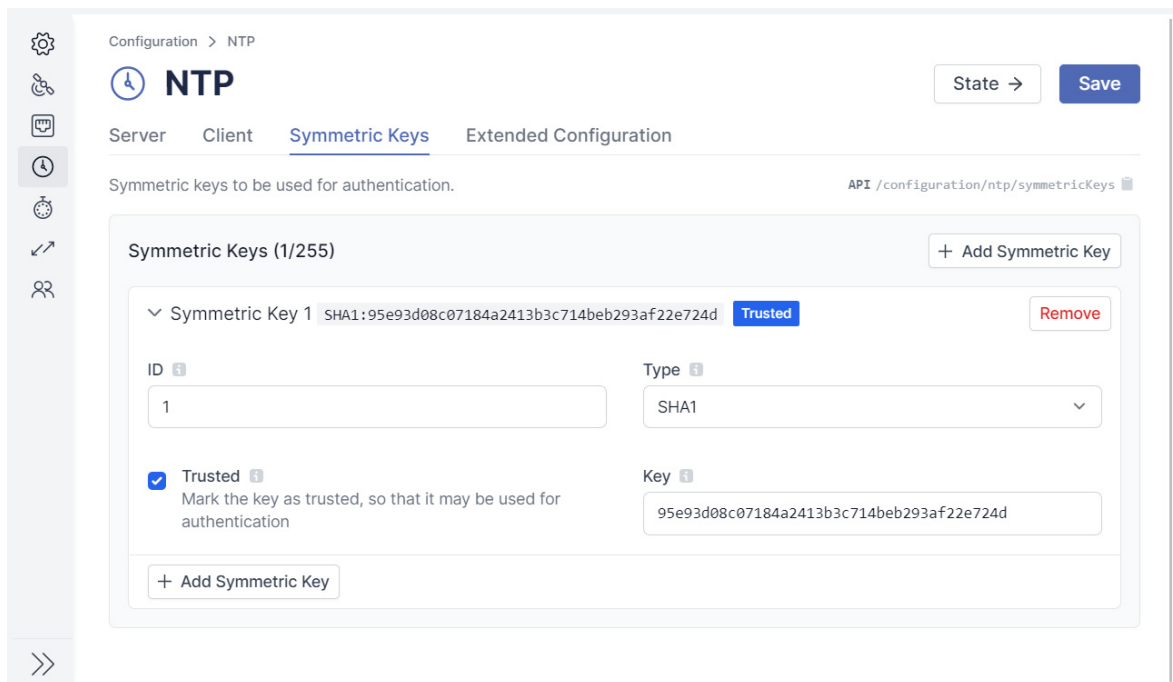 Configuration > NTP
NTP
State →
Save
Server Client Symmetric Keys Extended Configuration
Symmetric keys to be used for authentication.
API /configuration/ntp/symmetricKeys
Symmetric Keys (1/255)
+ Add Symmetric Key
Symmetric Key 1 SHA1:95e93d08c07184a2413b3c714beb293af22e724d Trusted
Remove
ID
Type
1
SHA1
Trusted
Mark the key as trusted, so that it may be used for
authentication
Key
95e93d08c07184a2413b3c714beb293af22e724d
+ Add Symmetric Key